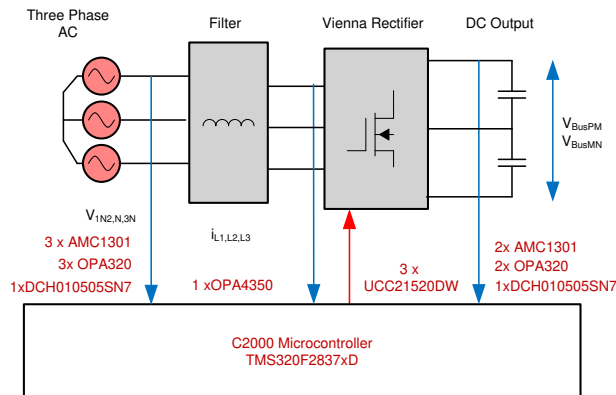 Three Phase
AC
Filter
Vienna Rectifier
DC Output
V_BusPM
V_BusMN
V_1N2,N,3N
i_L1,L2,L3
3 x AMC1301
3x OPA320
1xDCH010505SN7
1 xOPA4350
3 x
UCC21520DW
2x AMC1301
2x OPA320
1xDCH010505SN7
C2000 Microcontroller
TMS320F2837xD